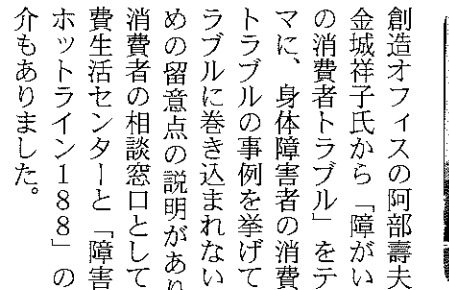 創造オフィスの阿部壽夫
金城祥子氏から「障がい
の消費者トラブル」をテ
マに、身体障害者の消費
トラブルの事例を挙げて
ラブルに巻き込まれない
めの留意点の説明があり
消費者の相談窓口として
費生活センターと「障害
ホットライン188」の
介もありました。